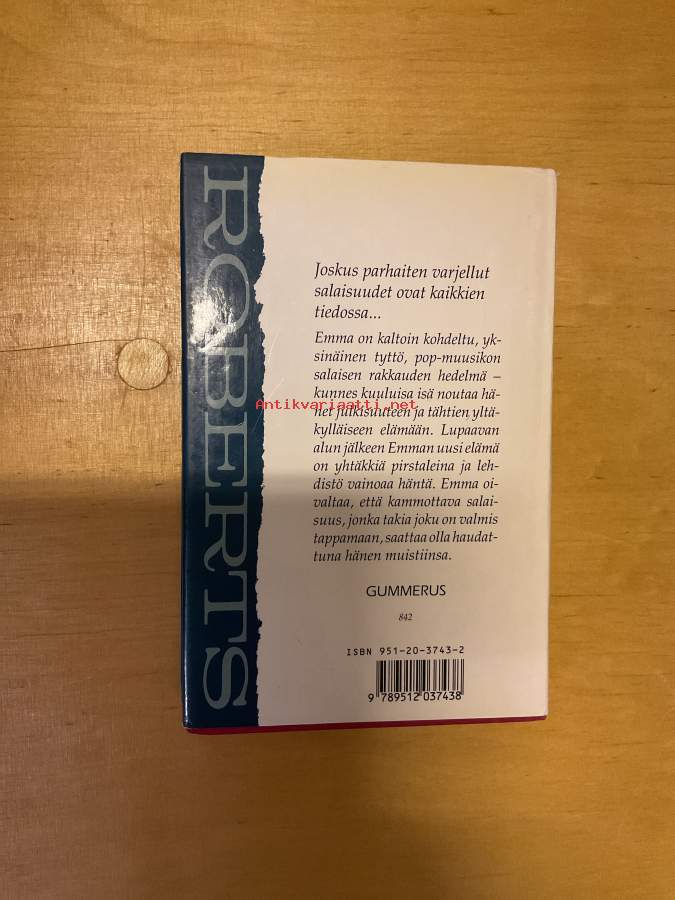 ROBERTS
Joskus parhaiten varjellut
salaisuudet ovat kaikkien
tiedossa...
Emma on kaltoin kohdeltu, yk-
sinäinen tyttö, pop-muusikon
salaisen rakkauden hedelmä –
kunnes kuuluisa isä noutaa hä-
net julkisuuteen ja tähtien yltä-
kylläiseen elämään. Lupaavan
alun jälkeen Emman uusi elämä
on yhtäkkiä pirstaleina ja leh-
distö vainoaa häntä. Emma oi-
valtaa, että kammottava salai-
suus, jonka takia joku on valmis
tappamaan, saattaa olla haudat-
tuna hänen muistiinsa.
GUMMERUS
842
ISBN 951-20-3743-2
9 789512 037438
Antikvariaatti.net